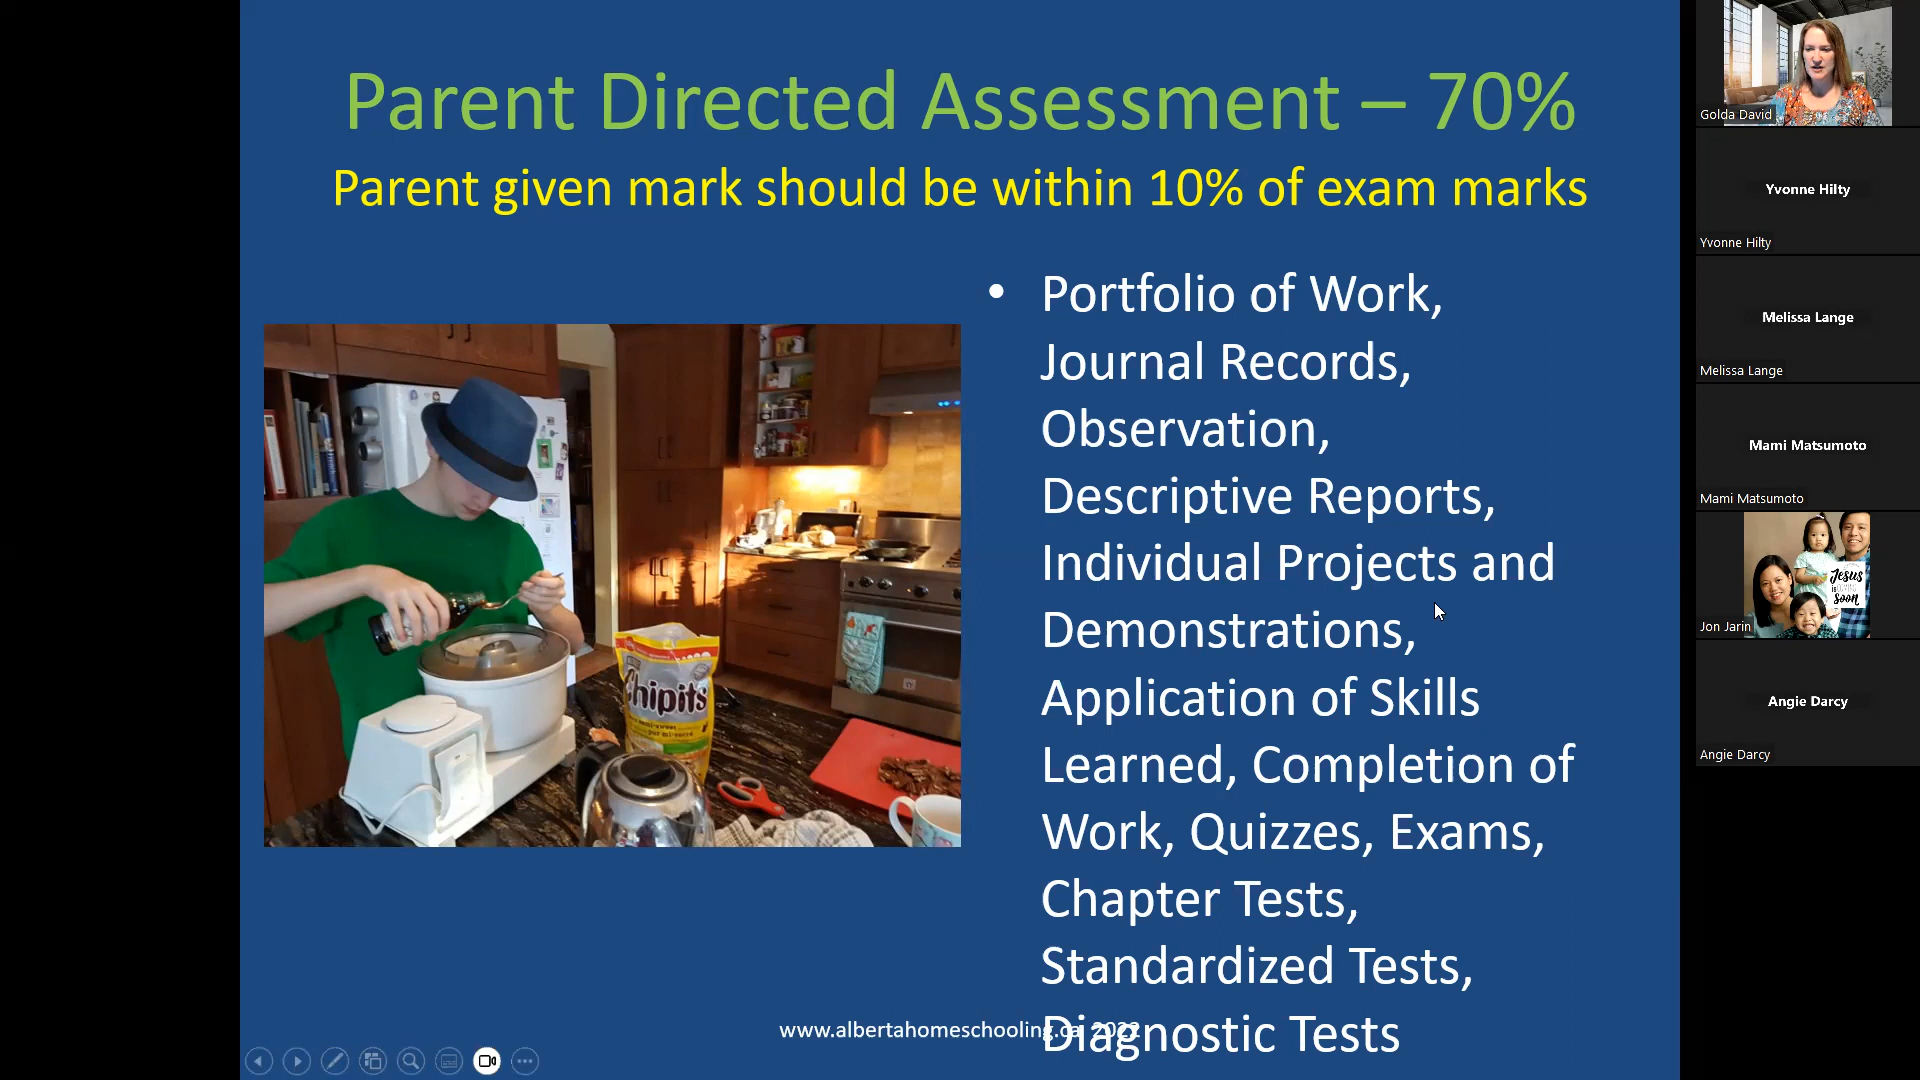 Parent Directed Assessment – 70%
Parent given mark should be within 10% of exam marks
• Portfolio of Work,
Journal Records,
Observation,
Descriptive Reports,
Individual Projects and
Demonstrations,
Application of Skills
Learned, Completion of
Work, Quizzes, Exams,
Chapter Tests,
Standardized Tests,
Diagnostic Tests
www.albertahomeschooling.ca 2022
Chipits
Golda David
Yvonne Hilty
Yvonne Hilty
Melissa Lange
Melissa Lange
Mami Matsumoto
Mami Matsumoto
Jesus
is
soon
Jon Jarin
Angie Darcy
Angie Darcy